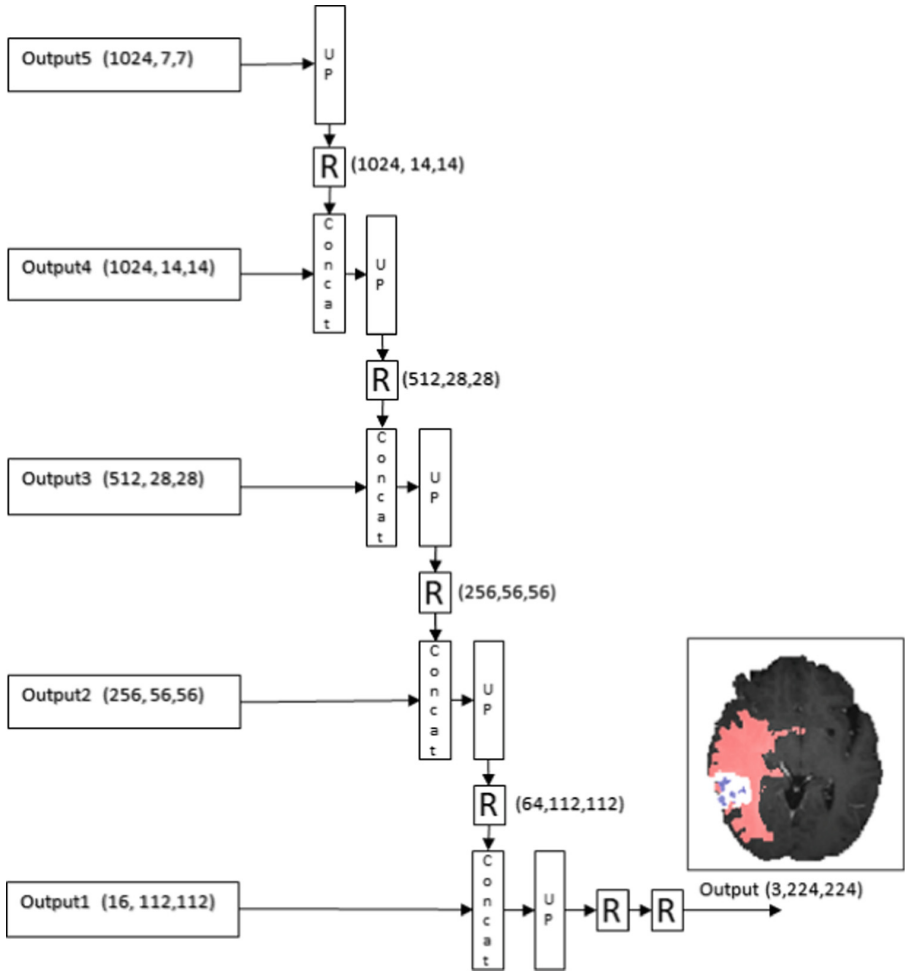 Output5 (1024, 7,7)
UP
R (1024, 14,14)
Output4 (1024, 14,14)
Concat
UP
R (512,28,28)
Output3 (512, 28,28)
Concat
UP
R (256,56,56)
Output2 (256, 56,56)
Concat
UP
R (64,112,112)
Output1 (16, 112,112)
Concat
UP
R
R
Output (3,224,224)